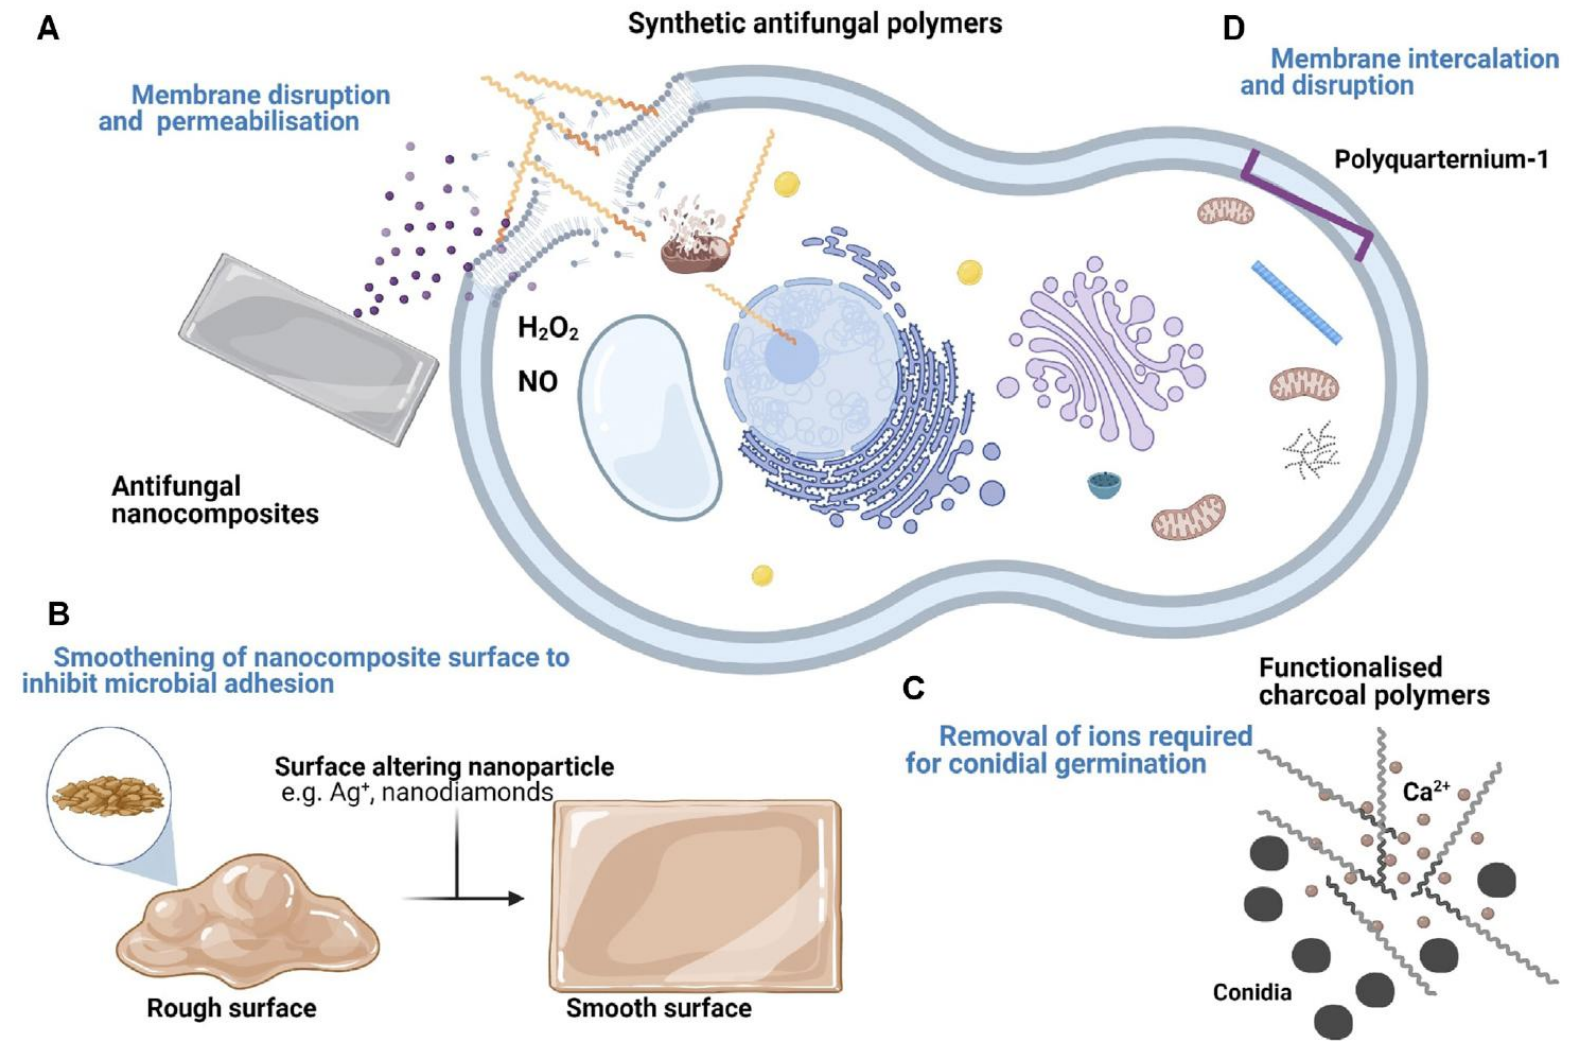 A
Synthetic antifungal polymers
D
Membrane intercalation
and disruption
Membrane disruption
and permeabilisation
Polyquarternium-1
H₂O₂
NO
Antifungal
nanocomposites
B
Smoothening of nanocomposite surface to
inhibit microbial adhesion
Surface altering nanoparticle
e.g. Ag⁺, nanodiamonds
Rough surface
Smooth surface
C
Functionalised
charcoal polymers
Removal of ions required
for conidial germination
Ca²⁺
Conidia